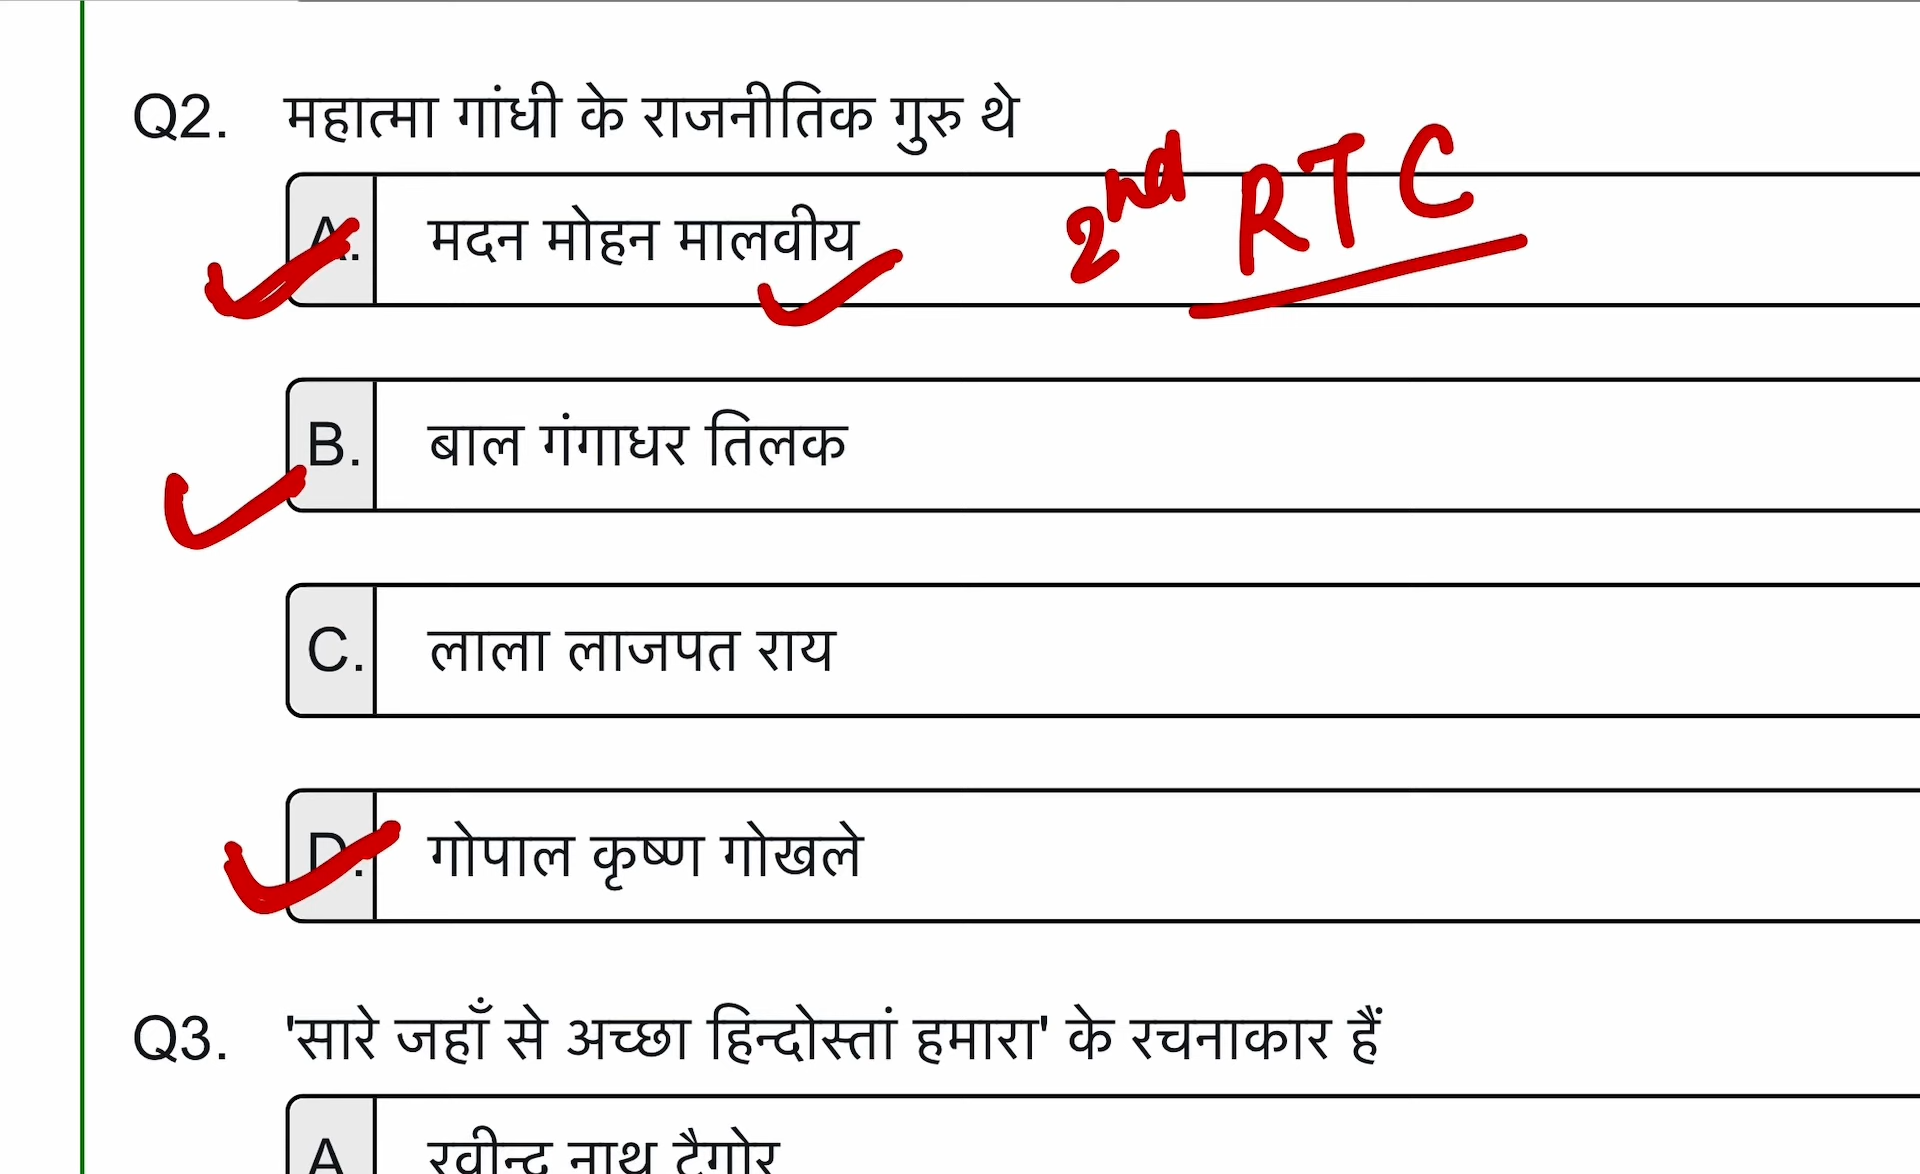 Q2. महात्मा गांधी के राजनीतिक गुरु थे
2nd RTC
A. मदन मोहन मालवीय
B. बाल गंगाधर तिलक
C. लाला लाजपत राय
D. गोपाल कृष्ण गोखले
Q3. 'सारे जहाँ से अच्छा हिन्दोस्तां हमारा' के रचनाकार हैं
A रवीन्द्र नाथ टैगोर